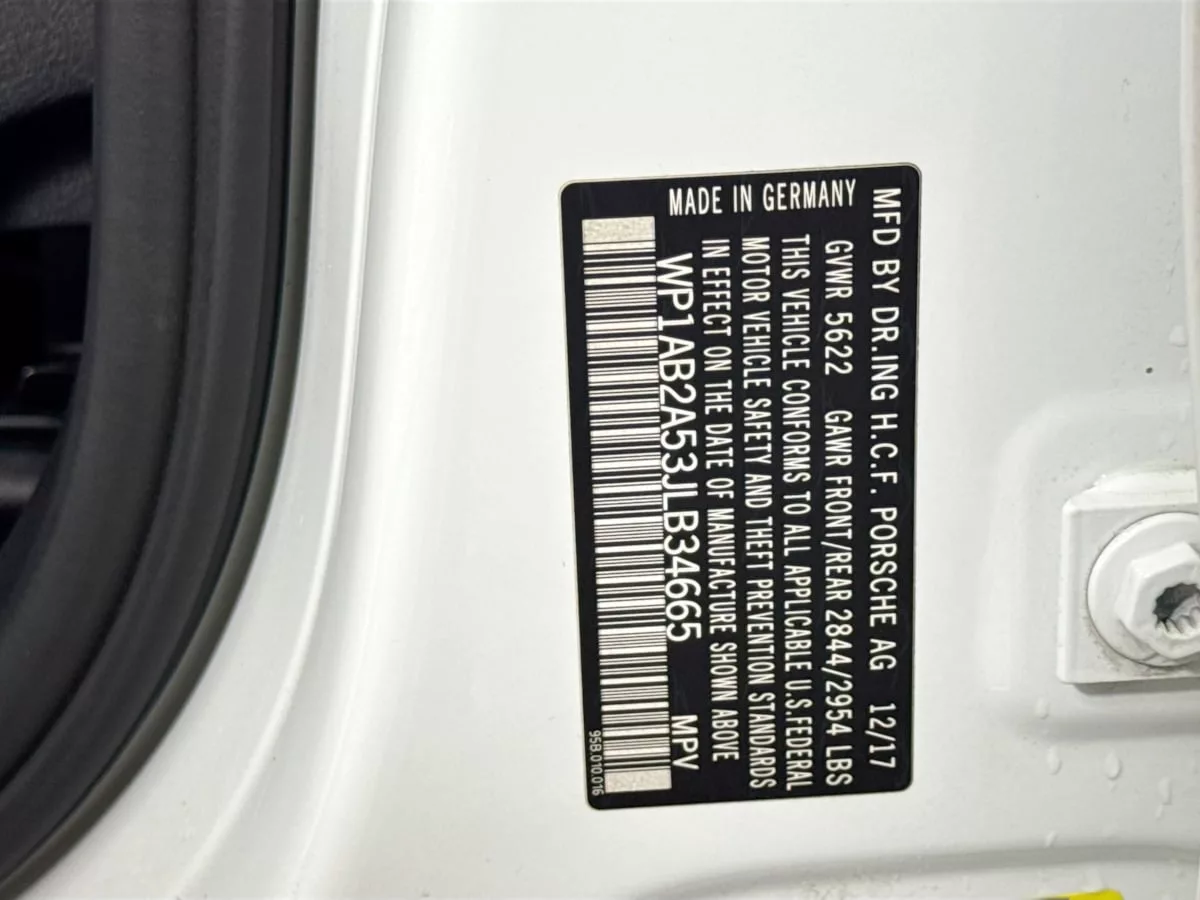 MFD BY DR.ING H.C.F. PORSCHE AG 12/17
GVWR 5622 GAWR FRONT/REAR 2844/2954 LBS
THIS VEHICLE CONFORMS TO ALL APPLICABLE U.S.FEDERAL
MOTOR VEHICLE SAFETY AND THEFT PREVENTION STANDARDS
IN EFFECT ON THE DATE OF MANUFACTURE SHOWN ABOVE
MADE IN GERMANY
WP1AB2A53JLB34665 MPV
95B.010.016